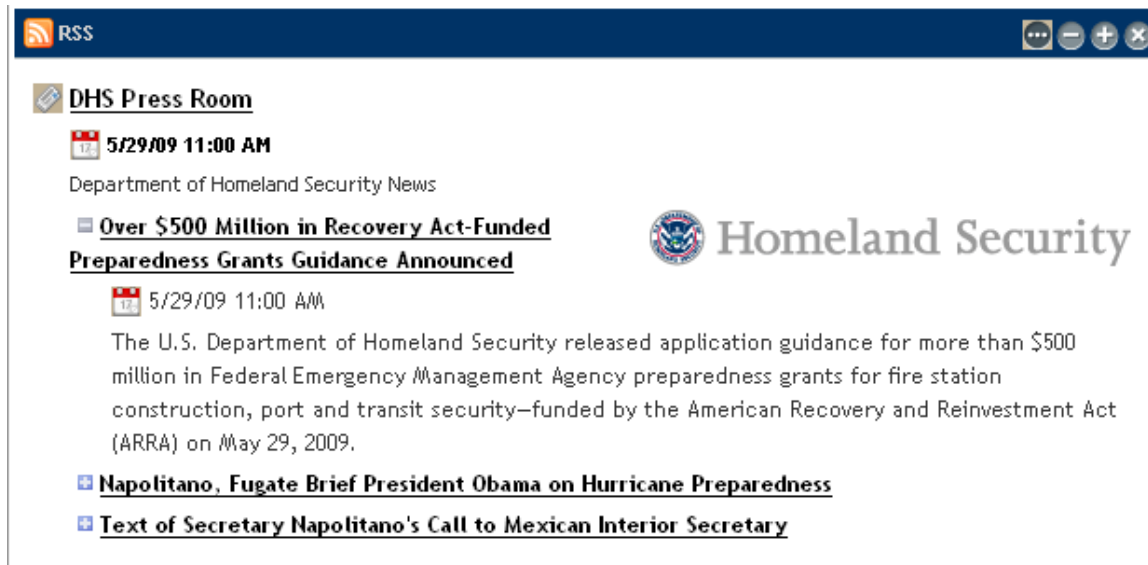 RSS
DHS Press Room
5/29/09 11:00 AM
Department of Homeland Security News
Over $500 Million in Recovery Act-Funded
Preparedness Grants Guidance Announced
Homeland Security
5/29/09 11:00 AM
The U.S. Department of Homeland Security released application guidance for more than $500
million in Federal Emergency Management Agency preparedness grants for fire station
construction, port and transit security—funded by the American Recovery and Reinvestment Act
(ARRA) on May 29, 2009.
Napolitano, Fugate Brief President Obama on Hurricane Preparedness
Text of Secretary Napolitano's Call to Mexican Interior Secretary